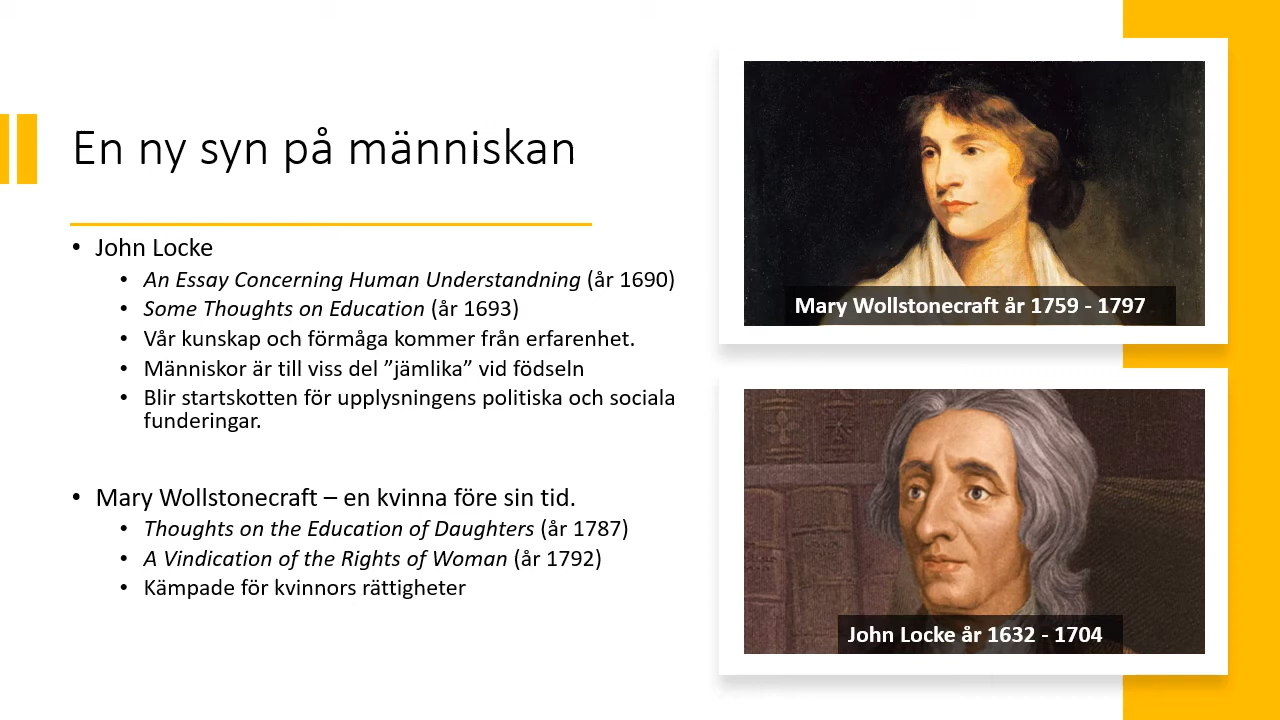 En ny syn på människan
• John Locke
• An Essay Concerning Human Understandning (år 1690)
• Some Thoughts on Education (år 1693)
• Vår kunskap och förmåga kommer från erfarenhet.
• Människor är till viss del ”jämlika” vid födseln
• Blir startskotten för upplysningens politiska och sociala
funderingar.
• Mary Wollstonecraft – en kvinna före sin tid.
• Thoughts on the Education of Daughters (år 1787)
• A Vindication of the Rights of Woman (år 1792)
• Kämpade för kvinnors rättigheter
Mary Wollstonecraft år 1759 - 1797
John Locke år 1632 - 1704